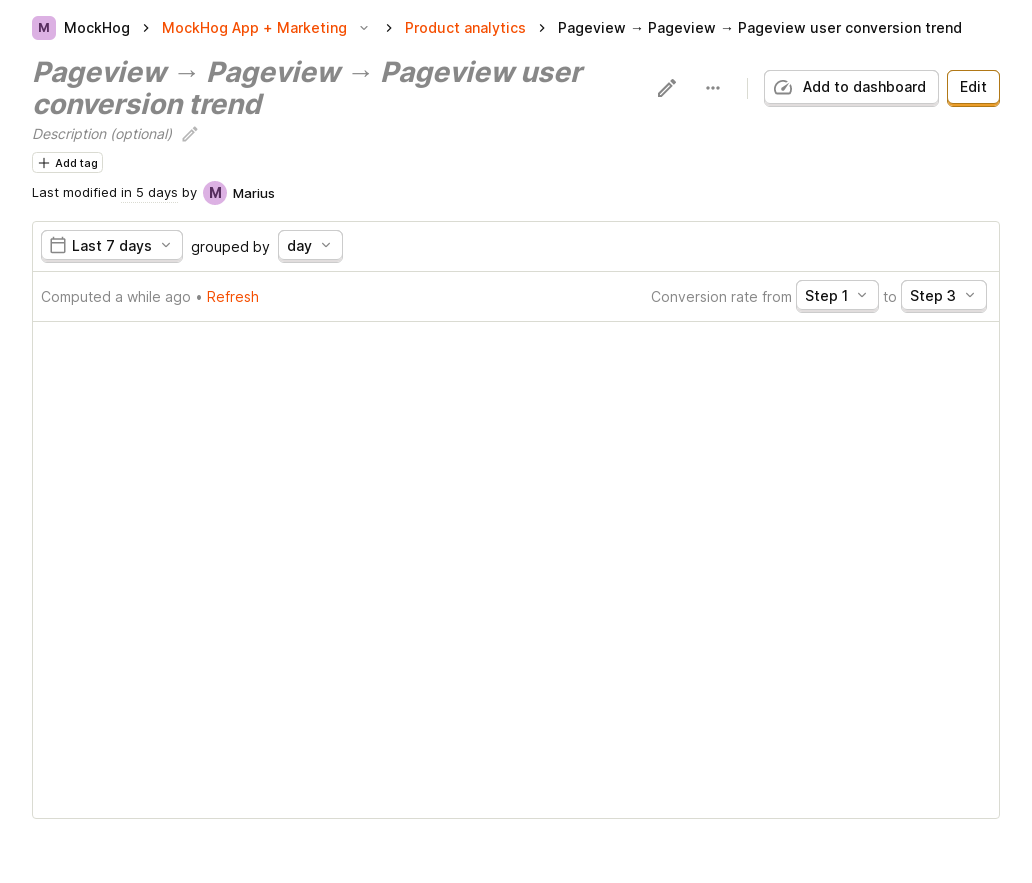 M MockHog > MockHog App + Marketing > Product analytics > Pageview → Pageview → Pageview user conversion trend
Pageview → Pageview → Pageview user
conversion trend
Add to dashboard
Edit
Description (optional)
+ Add tag
Last modified in 5 days by M Marius
Last 7 days grouped by day
Computed a while ago • Refresh
Conversion rate from Step 1 to Step 3